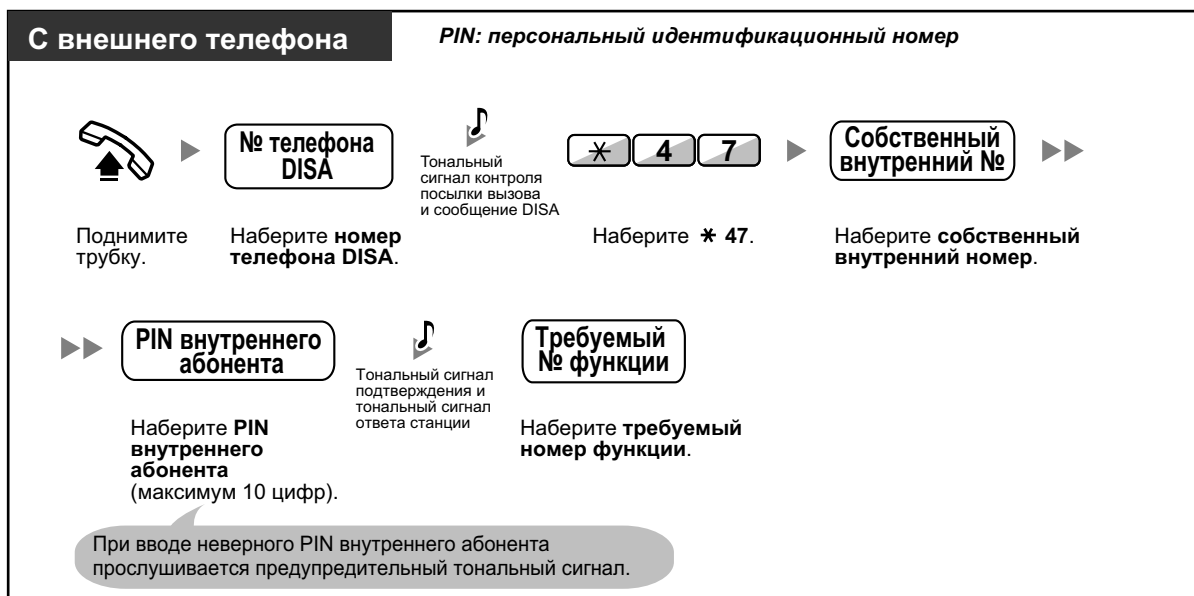 С внешнего телефона
PIN: персональный идентификационный номер
№ телефона
DISA
Тональный
сигнал контроля
посылки вызова
и сообщение DISA
* 4 7
Собственный
внутренний №
Поднимите
трубку.
Наберите номер
телефона DISA.
Наберите * 47.
Наберите собственный
внутренний номер.
PIN внутреннего
абонента
Тональный сигнал
подтверждения и
тональный сигнал
ответа станции
Требуемый
№ функции
Наберите PIN
внутреннего
абонента
(максимум 10 цифр).
Наберите требуемый
номер функции.
При вводе неверного PIN внутреннего абонента
прослушивается предупредительный тональный сигнал.